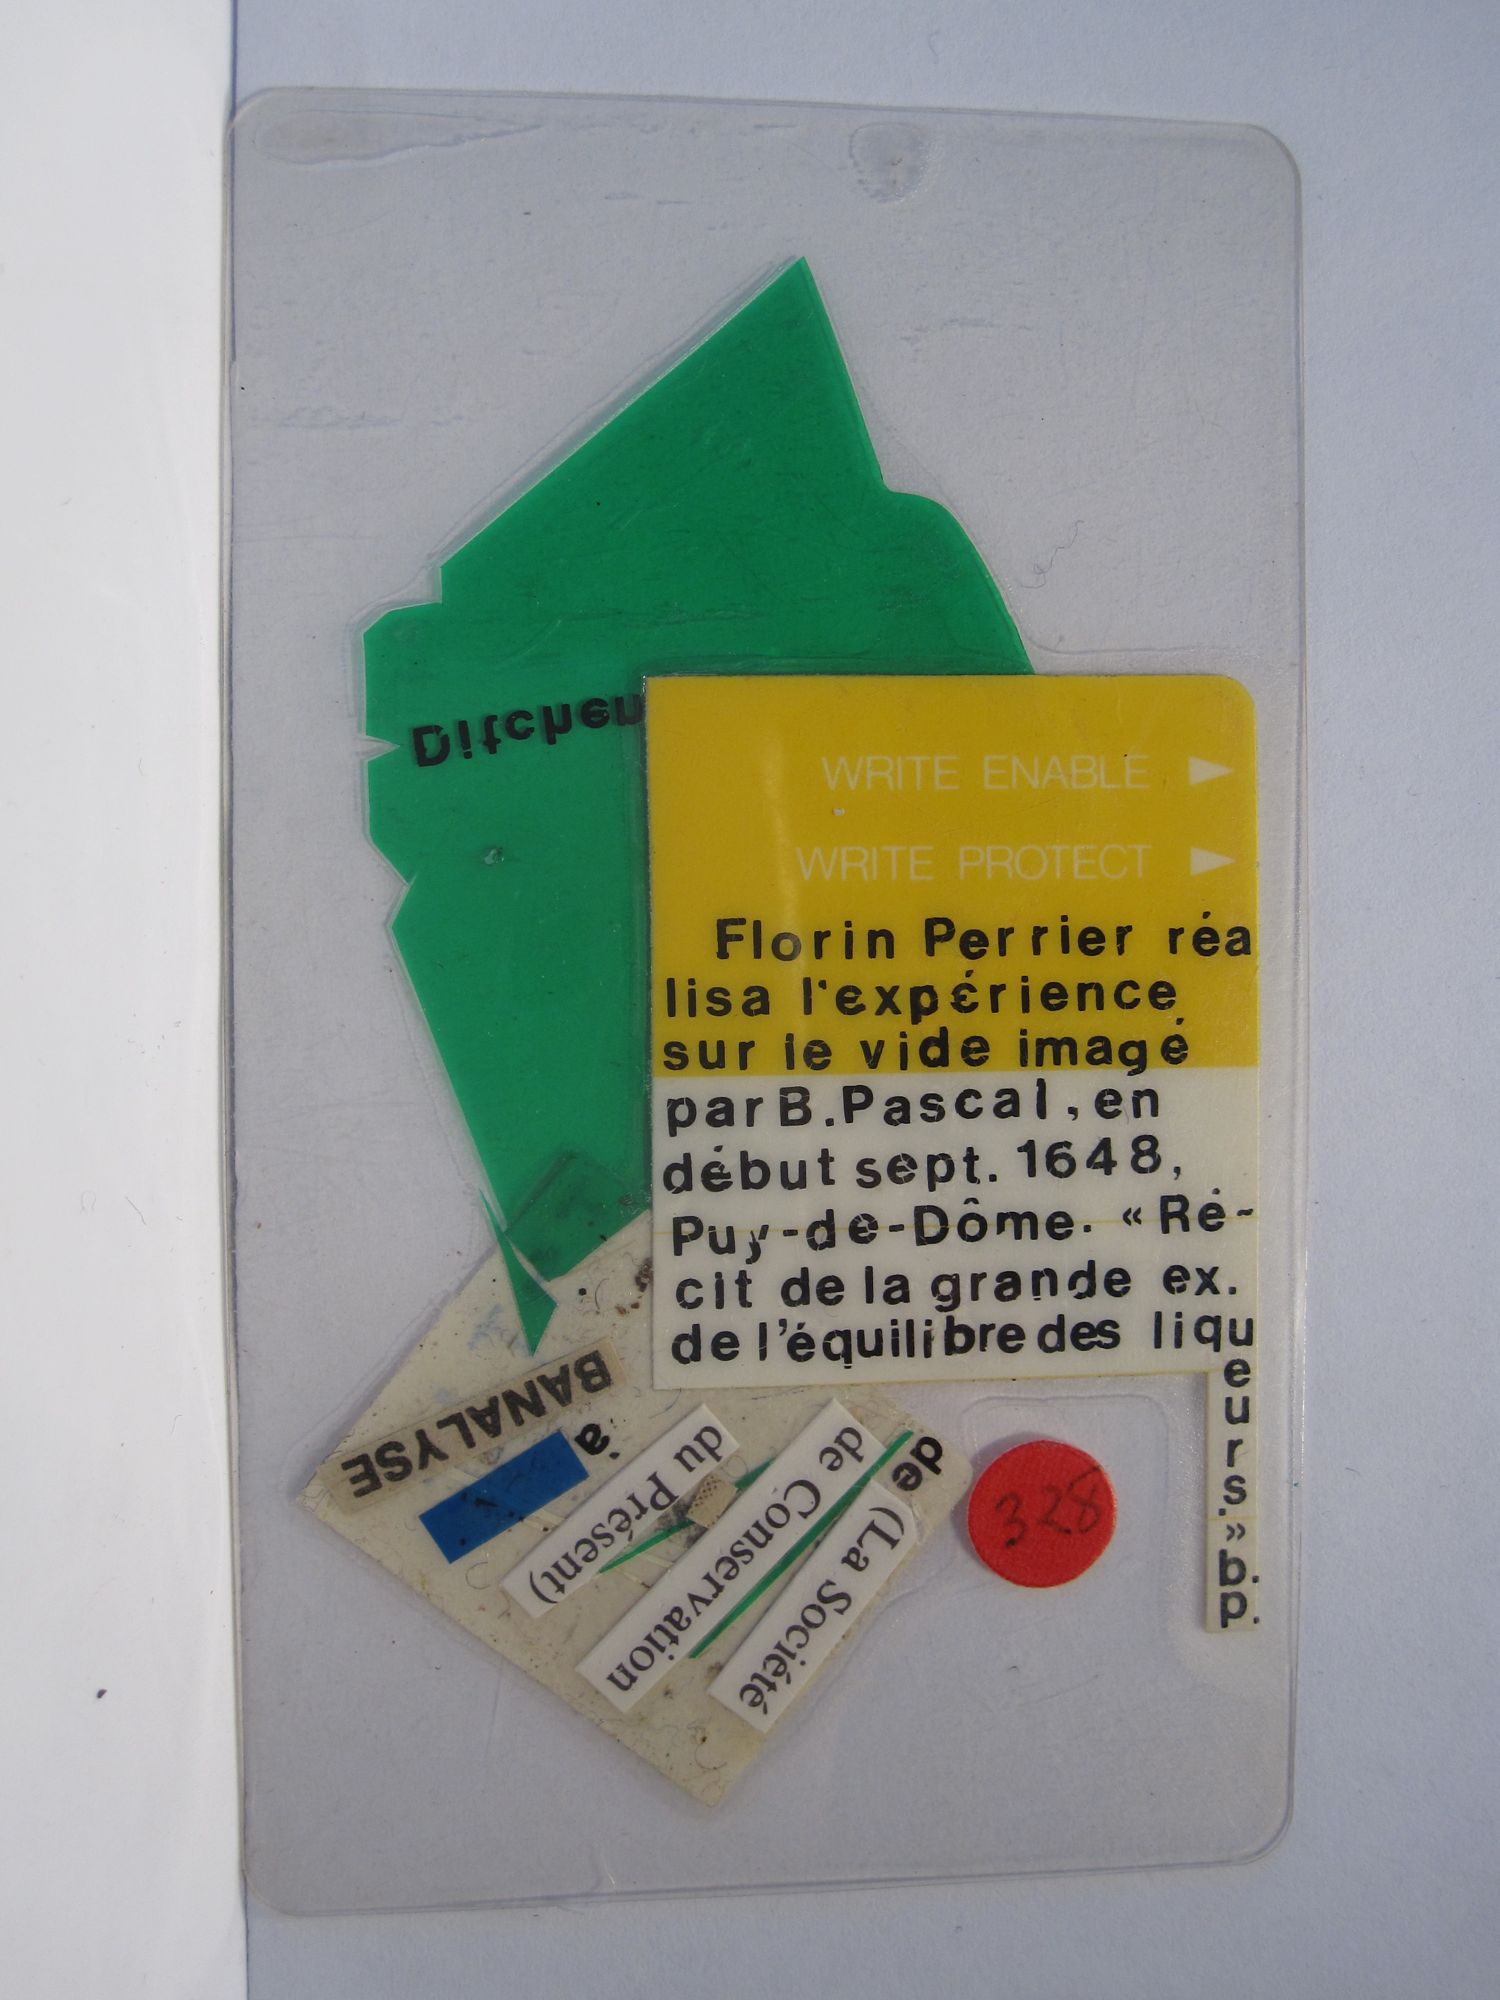 Ditchen
WRITE ENABLE
WRITE PROTECT
Florin Perrier réa
lisa l'expérience
sur le vide imagé
par B. Pascal, en
début sept. 1648,
Puy-de-Dôme. « Ré-
cit de la grande ex.
de l'équilibre des liqu
e
u
r
s.
»
b.
p.
BANALYSE
à
du Présent)
de Conservation
de
(La Société
328